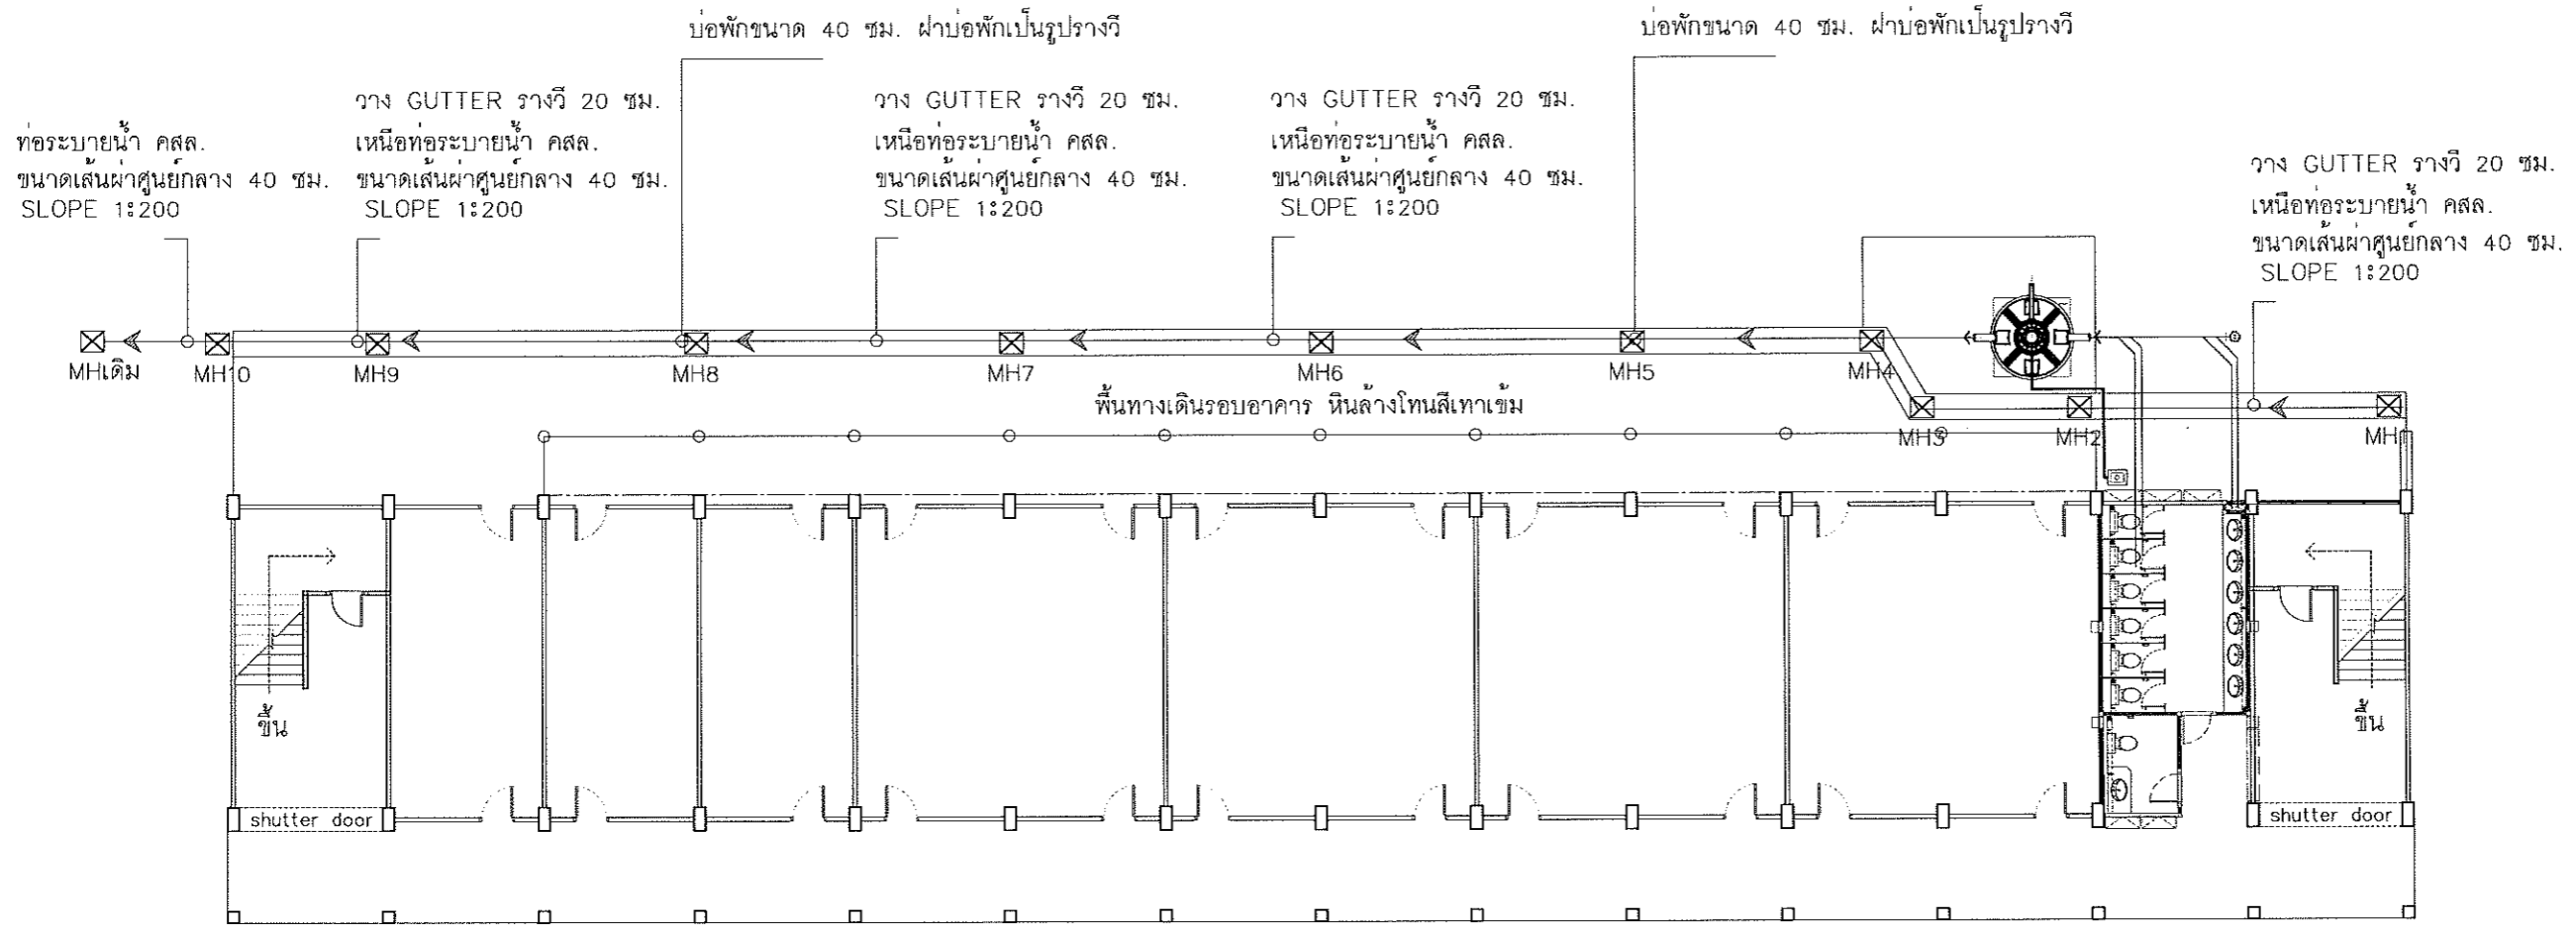 บ่อพักขนาด 40 ซม. ฝาบ่อพักเป็นรูปรางวี
บ่อพักขนาด 40 ซม. ฝาบ่อพักเป็นรูปรางวี
ท่อระบายน้ำ คสล.
ขนาดเส้นผ่าศูนย์กลาง 40 ซม.
SLOPE 1:200
วาง GUTTER รางวี 20 ซม.
เหนือท่อระบายน้ำ คสล.
ขนาดเส้นผ่าศูนย์กลาง 40 ซม.
SLOPE 1:200
วาง GUTTER รางวี 20 ซม.
เหนือท่อระบายน้ำ คสล.
ขนาดเส้นผ่าศูนย์กลาง 40 ซม.
SLOPE 1:200
วาง GUTTER รางวี 20 ซม.
เหนือท่อระบายน้ำ คสล.
ขนาดเส้นผ่าศูนย์กลาง 40 ซม.
SLOPE 1:200
วาง GUTTER รางวี 20 ซม.
เหนือท่อระบายน้ำ คสล.
ขนาดเส้นผ่าศูนย์กลาง 40 ซม.
SLOPE 1:200
MHเดิม
MH10
MH9
MH8
MH7
MH6
MH5
MH4
พื้นทางเดินรอบอาคาร หินล้างโทนสีเทาเข้ม
MH3
MH2
MH1
ขึ้น
ขึ้น
shutter door
shutter door